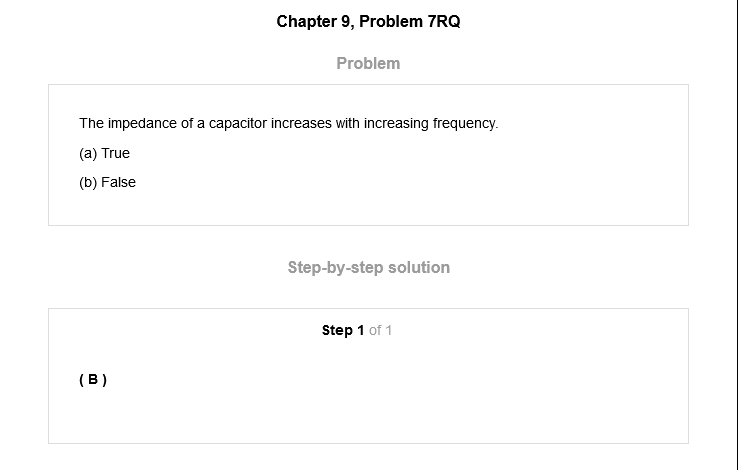 Chapter 9, Problem 7RQ
Problem
The impedance of a capacitor increases with increasing frequency.
(a) True
(b) False
Step-by-step solution
Step 1 of 1
( B )